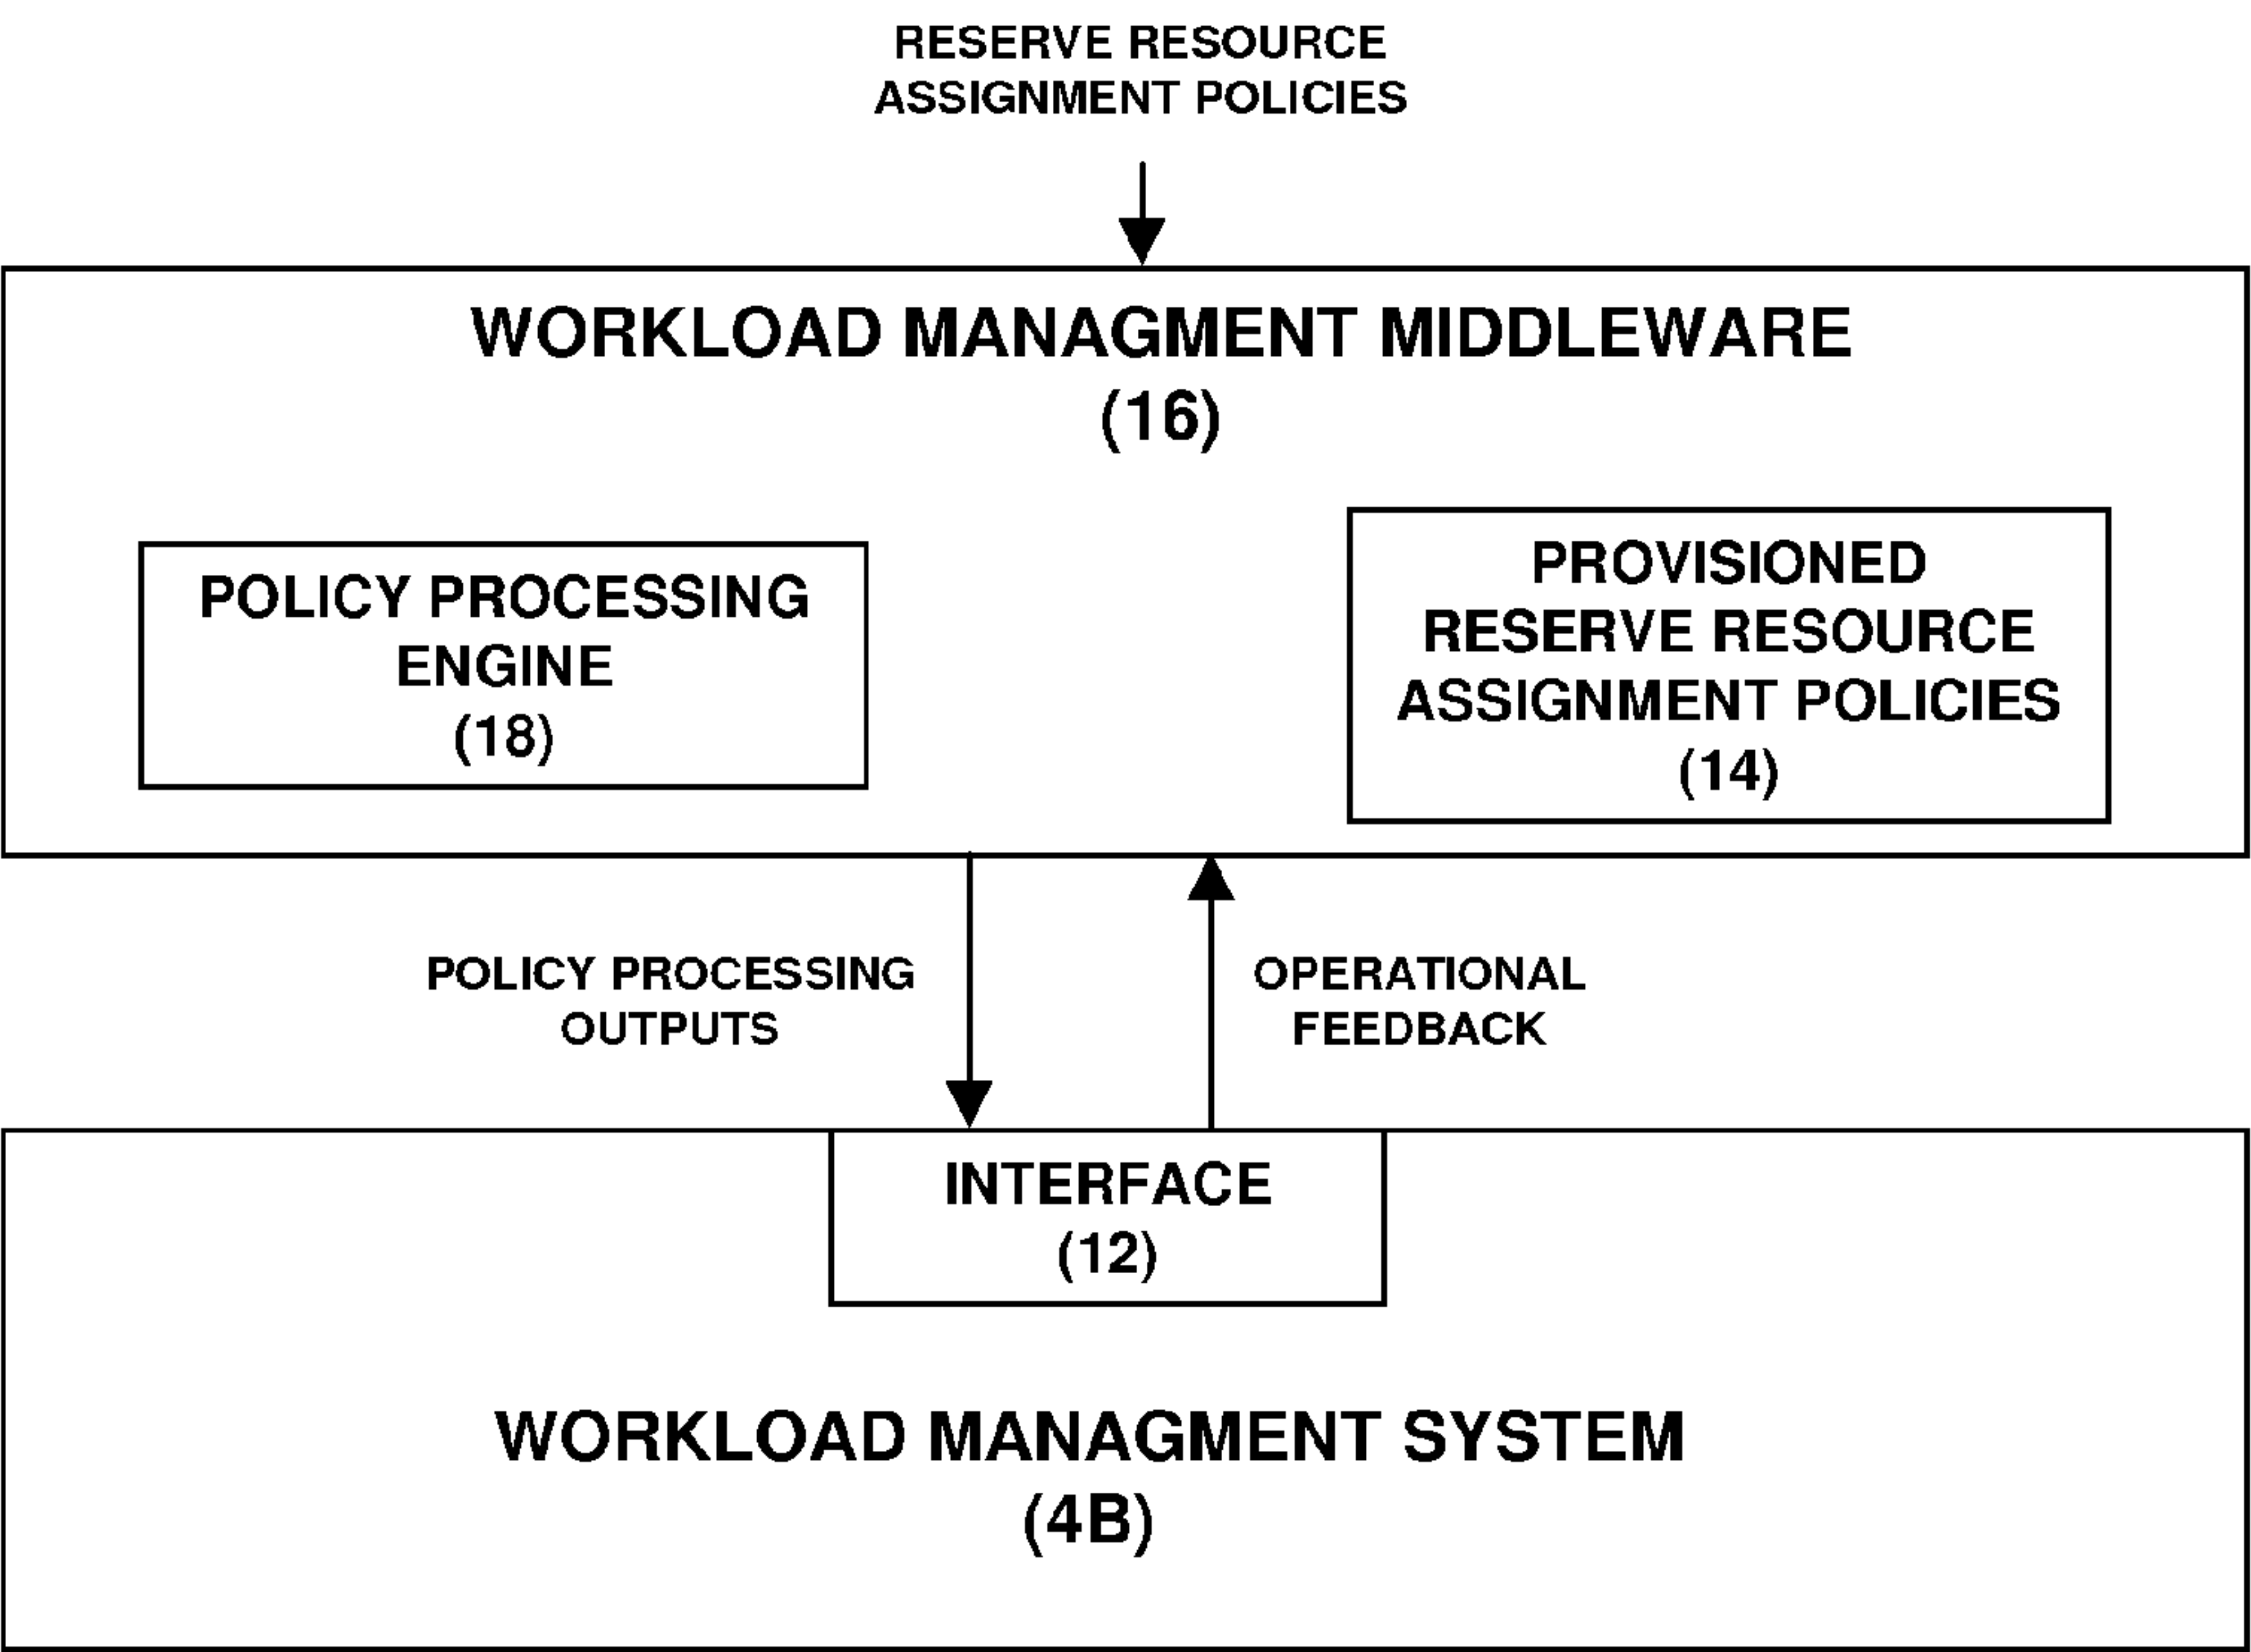 RESERVE RESOURCE
ASSIGNMENT POLICIES
WORKLOAD MANAGMENT MIDDLEWARE
(16)
POLICY PROCESSING
ENGINE
(18)
PROVISIONED
RESERVE RESOURCE
ASSIGNMENT POLICIES
(14)
POLICY PROCESSING
OUTPUTS
OPERATIONAL
FEEDBACK
INTERFACE
(12)
WORKLOAD MANAGMENT SYSTEM
(4B)